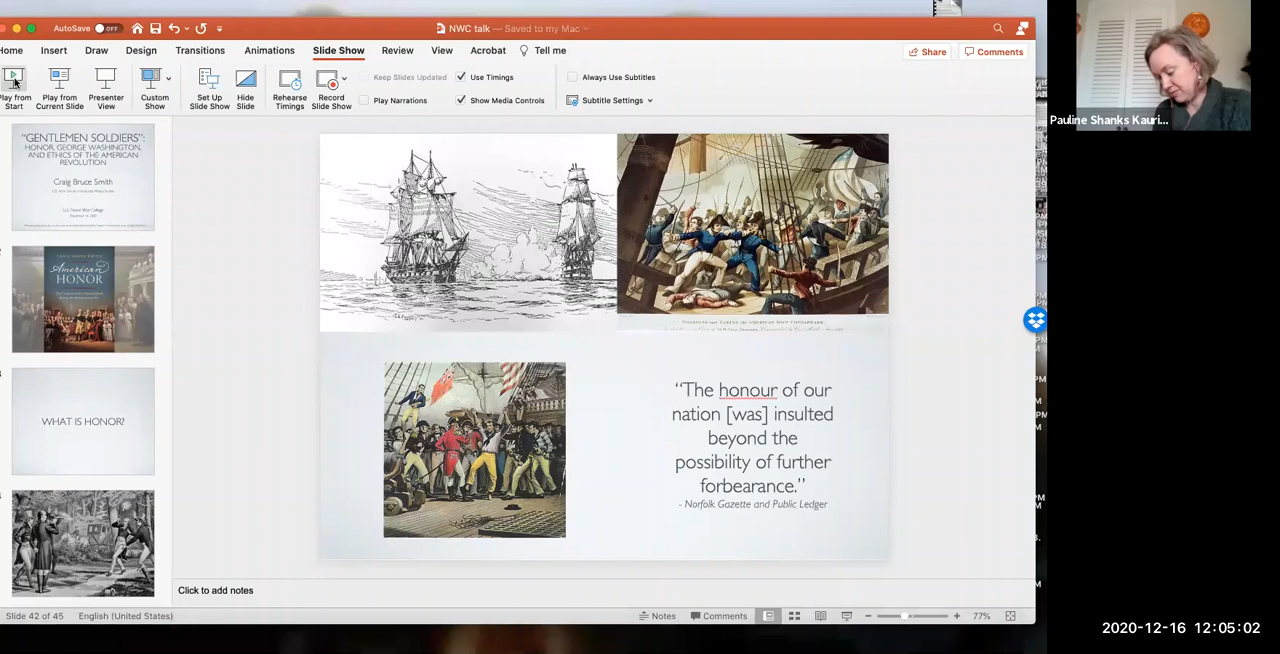 AutoSave OFF
NWC talk — Saved to my Mac
Home Insert Draw Design Transitions Animations Slide Show Review View Acrobat Tell me
Share Comments
Play from Start
Play from Current Slide
Presenter View
Custom Show
Set Up Slide Show
Hide Slide
Rehearse Timings
Record Slide Show
Keep Slides Updated
Play Narrations
Use Timings
Show Media Controls
Always Use Subtitles
Subtitle Settings
"GENTLEMEN SOLDIERS":
HONOR, GEORGE WASHINGTON,
AND ETHICS OF THE AMERICAN
REVOLUTION
Craig Bruce Smith
American
HONOR
WHAT IS HONOR?
“The honour of our
nation [was] insulted
beyond the
possibility of further
forbearance.”
- Norfolk Gazette and Public Ledger
Click to add notes
Slide 42 of 45 English (United States)
Notes Comments
77%
Pauline Shanks Kauri...
2020-12-16 12:05:02